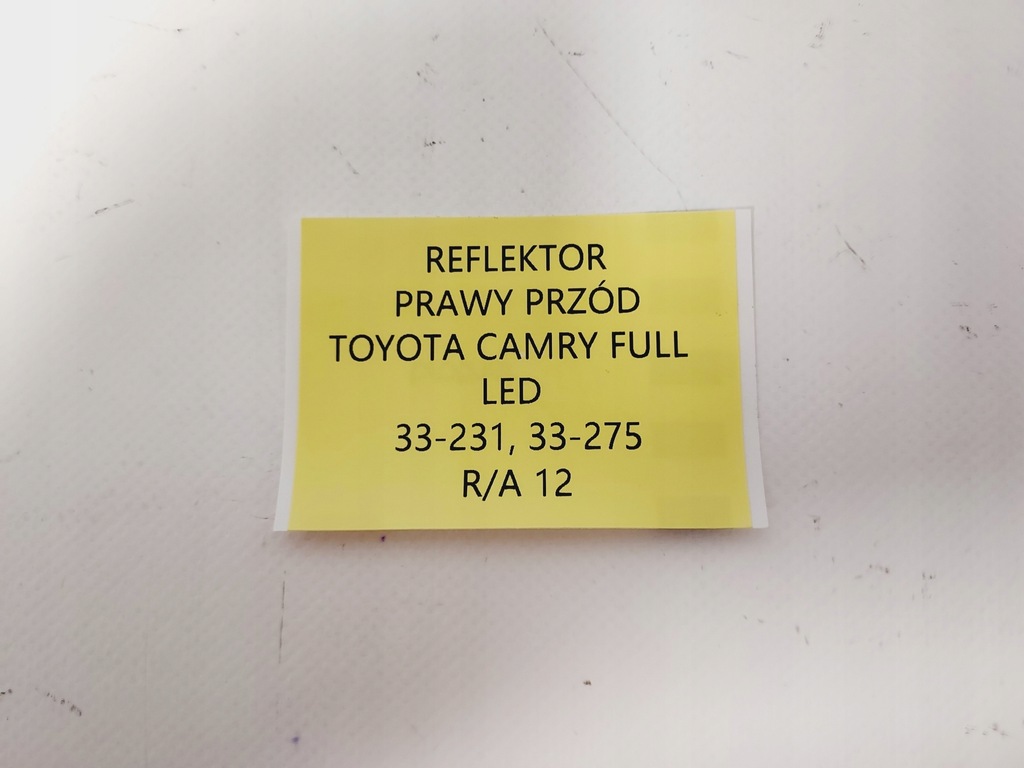 REFLEKTOR
PRAWY PRZÓD
TOYOTA CAMRY FULL
LED
33-231, 33-275
R/A 12